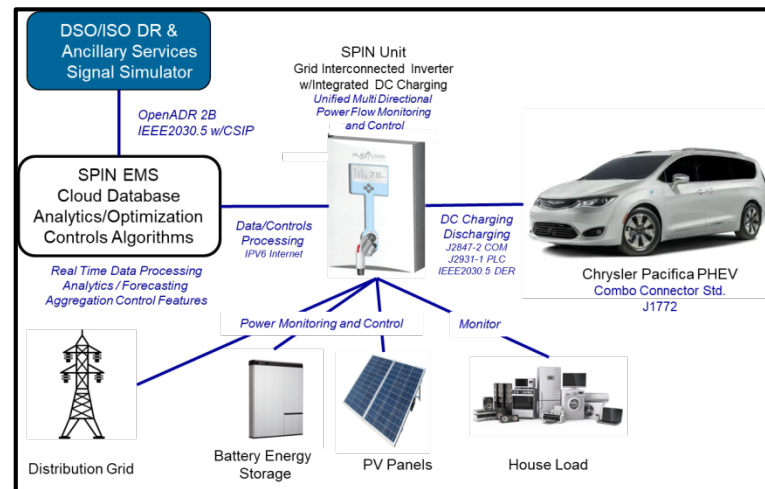 DSO/ISO DR &
Ancillary Services
Signal Simulator
OpenADR 2B
IEEE2030.5 w/CSIP
SPIN EMS
Cloud Database
Analytics/Optimization
Controls Algorithms
Real Time Data Processing
Analytics / Forecasting
Aggregation Control Features
SPIN Unit
Grid Interconnected Inverter
w/Integrated DC Charging
Unified Multi Directional
Power Flow Monitoring
and Control
Data/Controls
Processing
IPV6 Internet
DC Charging
Discharging
J2847-2 COM
J2931-1 PLC
IEEE2030.5 DER
Chrysler Pacifica PHEV
Combo Connector Std.
J1772
Power Monitoring and Control
Monitor
Distribution Grid
Battery Energy
Storage
PV Panels
House Load